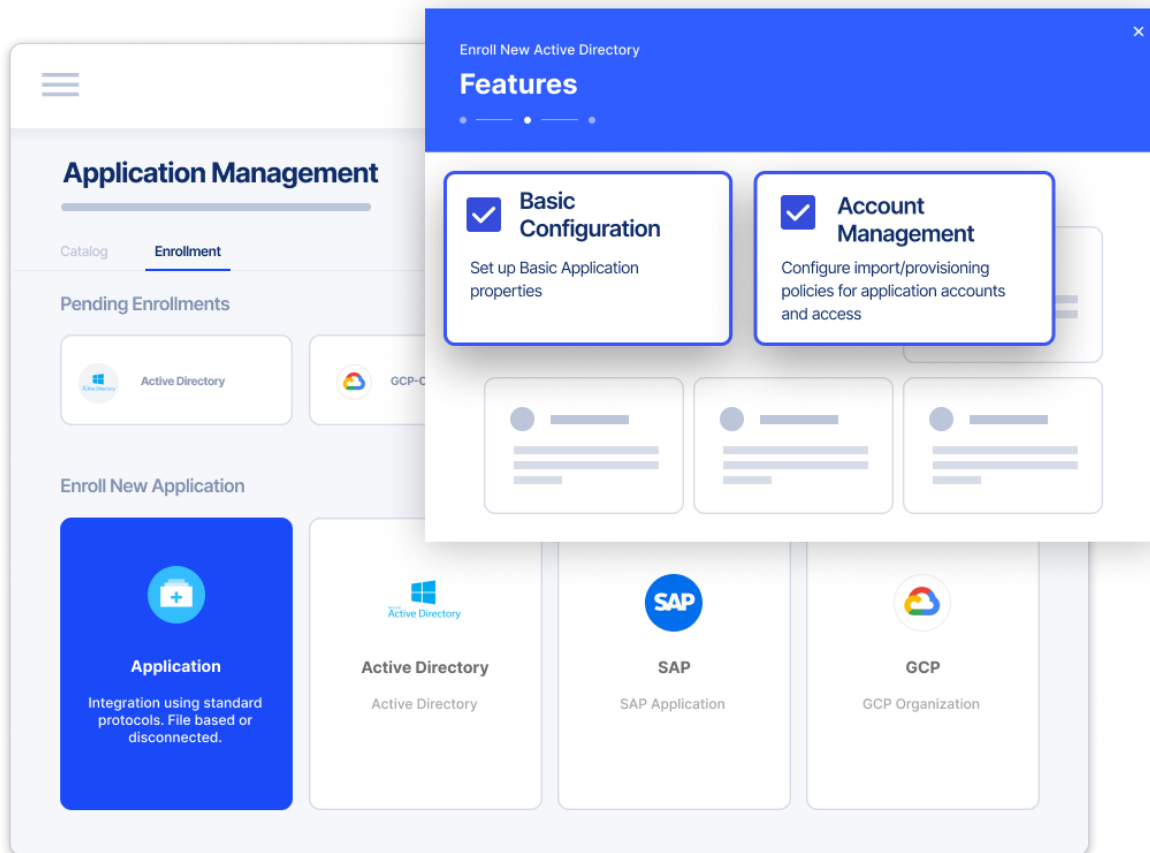 Enroll New Active Directory
Features
Application Management
Catalog
Enrollment
Pending Enrollments
Active Directory
GCP-
Basic
Configuration
Set up Basic Application
properties
Account
Management
Configure import/provisioning
policies for application accounts
and access
Enroll New Application
Application
Integration using standard
protocols. File based or
disconnected.
Active Directory
Active Directory
Active Directory
SAP
SAP
SAP Application
GCP
GCP Organization